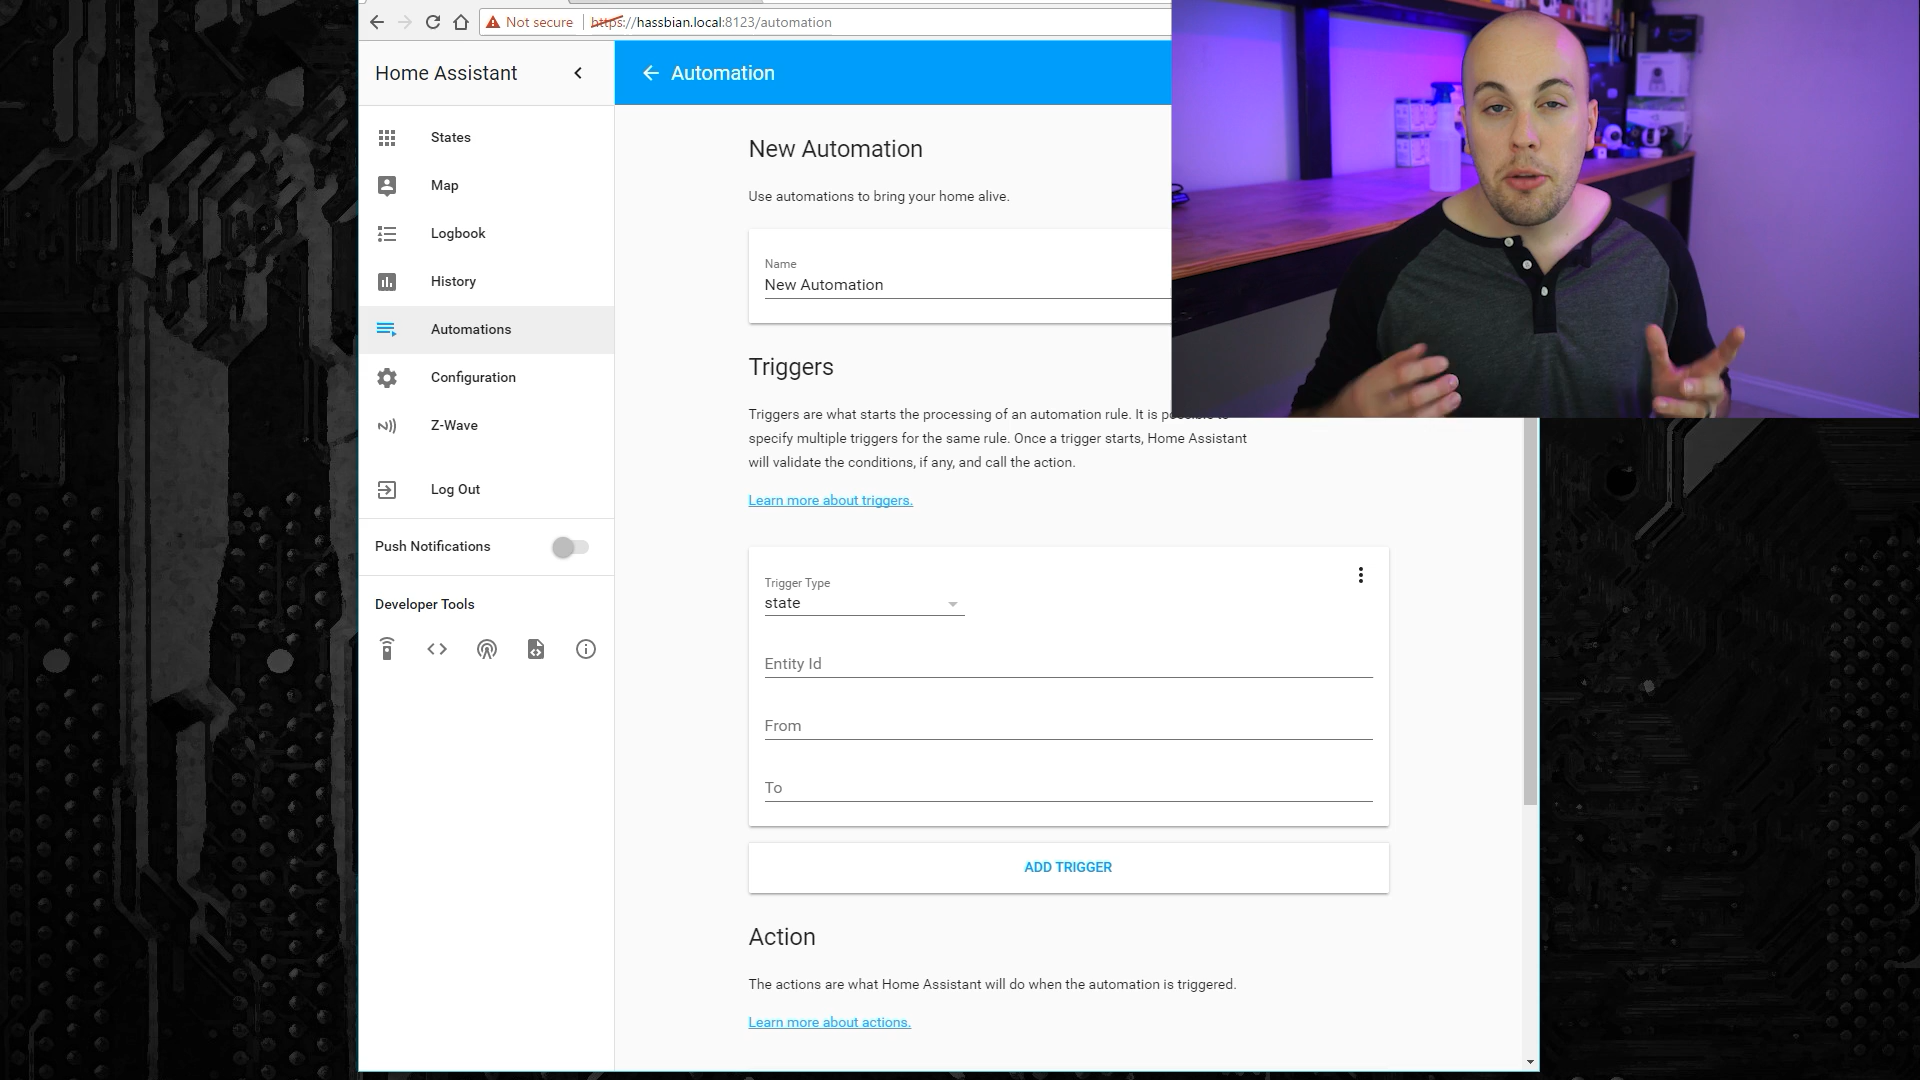 Not secure | https://hassbian.local:8123/automation
Home Assistant
Automation
States
Map
Logbook
History
Automations
Configuration
Z-Wave
Log Out
Push Notifications
Developer Tools
New Automation
Use automations to bring your home alive.
Name
New Automation
Triggers
Triggers are what starts the processing of an automation rule. It is possible to
specify multiple triggers for the same rule. Once a trigger starts, Home Assistant
will validate the conditions, if any, and call the action.
Learn more about triggers.
Trigger Type
state
Entity Id
From
To
ADD TRIGGER
Action
The actions are what Home Assistant will do when the automation is triggered.
Learn more about actions.